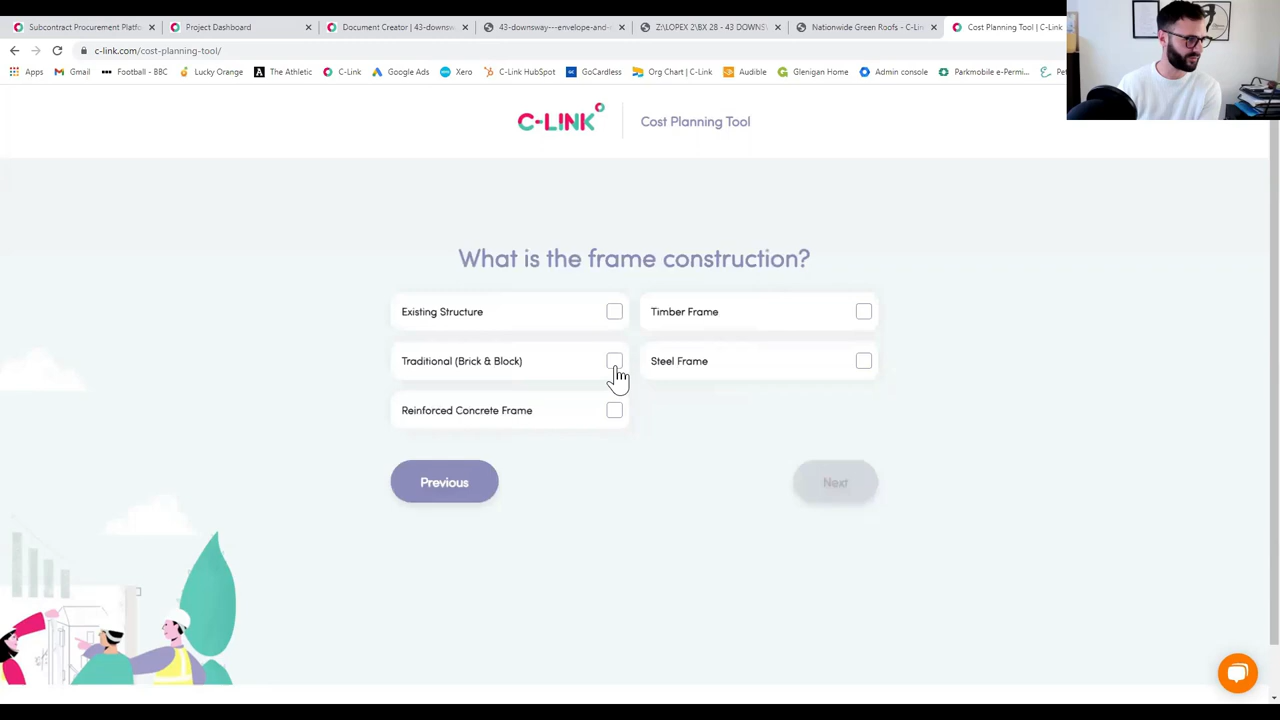 Subcontract Procurement Platf
Project Dashboard
Document Creator | 43-downsw
43-downsway---envelope-and-
Z:\LOPEX 2\BX 28 - 43 DOWNS
Nationwide Green Roofs - C-Lin
Cost Planning Tool | C-Link
c-link.com/cost-planning-tool/
Apps
Gmail
Football - BBC
Lucky Orange
The Athletic
C-Link
Google Ads
Xero
C-Link HubSpot
GoCardless
Org Chart | C-Link
Audible
Glenigan Home
Admin console
Parkmobile e-Permi...
C-LINK
Cost Planning Tool
What is the frame construction?
Existing Structure
Timber Frame
Traditional (Brick & Block)
Steel Frame
Reinforced Concrete Frame
Previous
Next